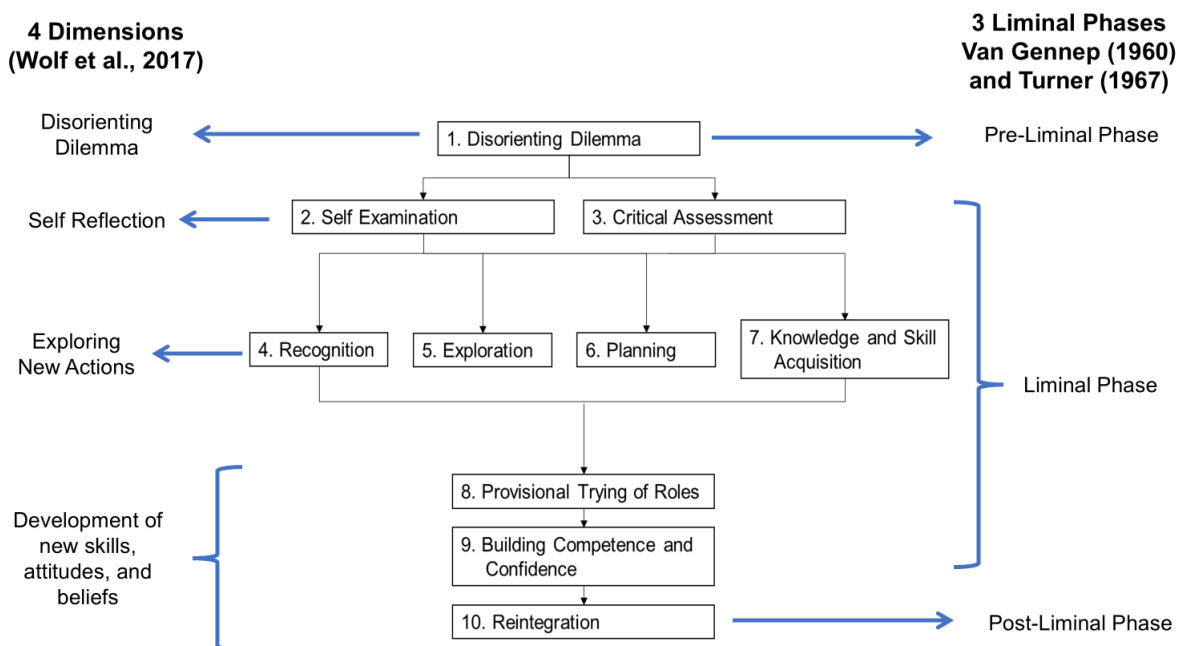 4 Dimensions
(Wolf et al., 2017)
3 Liminal Phases
Van Gennep (1960)
and Turner (1967)
Disorienting
Dilemma
1. Disorienting Dilemma
Pre-Liminal Phase
Self Reflection
2. Self Examination
3. Critical Assessment
Exploring
New Actions
4. Recognition
5. Exploration
6. Planning
7. Knowledge and Skill
Acquisition
Liminal Phase
Development of
new skills,
attitudes, and
beliefs
8. Provisional Trying of Roles
9. Building Competence and
Confidence
10. Reintegration
Post-Liminal Phase